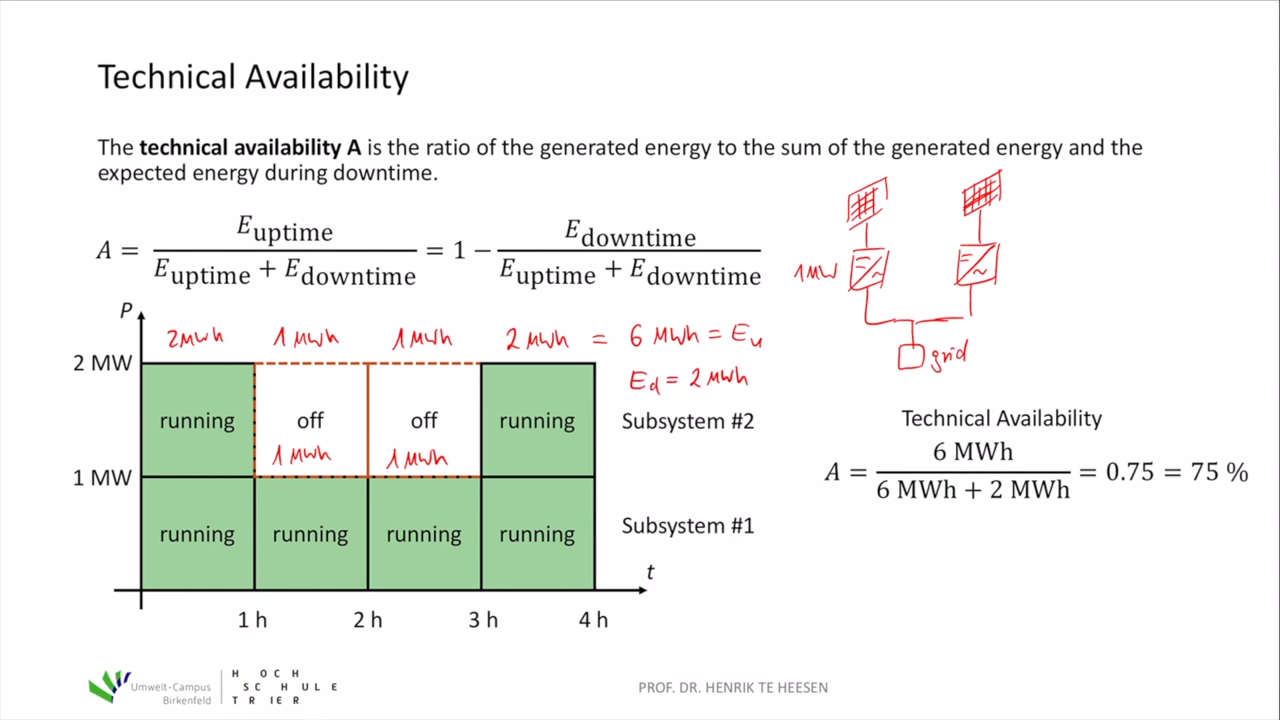 Technical Availability
The technical availability A is the ratio of the generated energy to the sum of the generated energy and the
expected energy during downtime.
A = E_uptime / (E_uptime + E_downtime) = 1 − E_downtime / (E_uptime + E_downtime)
1 MW
grid
P
2 MWh 1 MWh 1 MWh 2 MWh = 6 MWh = E_u
E_d = 2 MWh
2 MW
running off off running Subsystem #2
1 MWh 1 MWh
1 MW
running running running running Subsystem #1
t
1 h 2 h 3 h 4 h
Technical Availability
A = 6 MWh / (6 MWh + 2 MWh) = 0.75 = 75 %
Umwelt-Campus
Birkenfeld
HOCH
SCHULE
TRIER
PROF. DR. HENRIK TE HEESEN